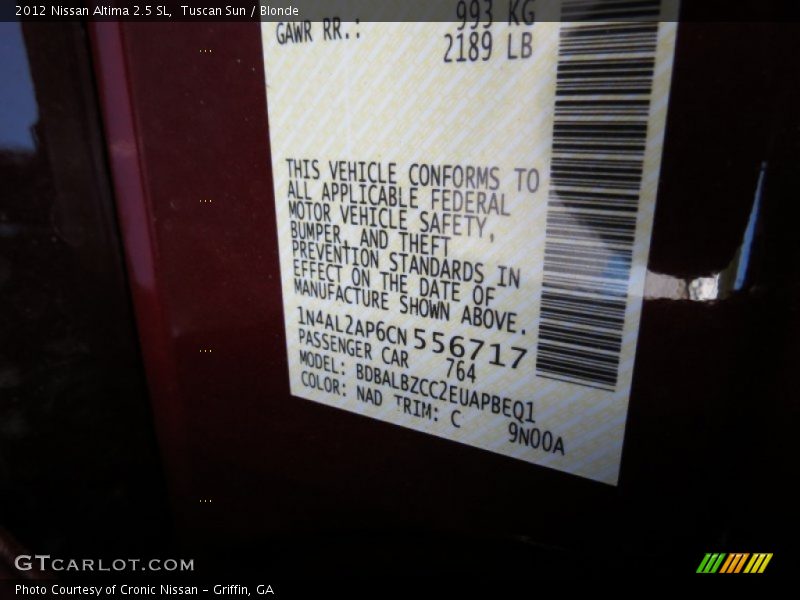 2012 Nissan Altima 2.5 SL,  Tuscan Sun / Blonde
993 KG
GAWR RR.:
2189 LB
THIS VEHICLE CONFORMS TO
ALL APPLICABLE FEDERAL
MOTOR VEHICLE SAFETY,
BUMPER, AND THEFT
PREVENTION STANDARDS IN
EFFECT ON THE DATE OF
MANUFACTURE SHOWN ABOVE.
1N4AL2AP6CN556717
PASSENGER CAR 764
MODEL: BDBALBZCC2EUAPBEQ1
COLOR: NAD TRIM: C 9N00A
GTCARLOT.COM
Photo Courtesy of Cronic Nissan - Griffin, GA